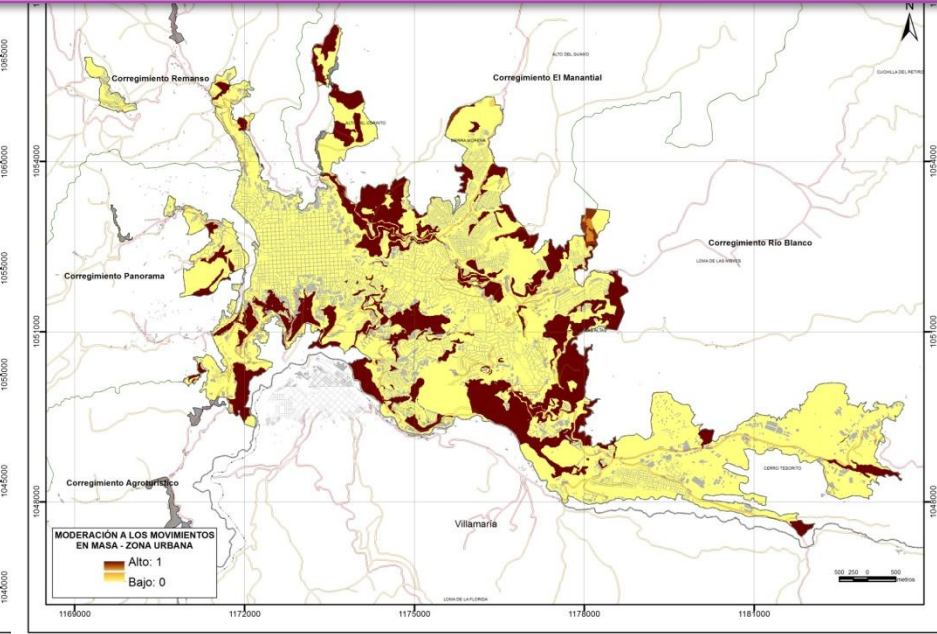 N
ALTO DEL GUAMO
CUCHILLA DEL RETIRO
Corregimiento Remanso
Corregimiento El Manantial
1065000
1060000
1055000
1050000
1045000
1040000
1054000
1051000
1048000
SIERRA MORENA
Corregimiento Río Blanco
LOMA DE LAS NIEVES
Corregimiento Panorama
CERRO TESORITO
Corregimiento Agroturístico
Villamaría
MODERACIÓN A LOS MOVIMIENTOS
EN MASA - ZONA URBANA
Alto: 1
Bajo: 0
500 250 0 500
metros
LOMA DE LA FLORIDA
1169000 1172000 1175000 1178000 1181000